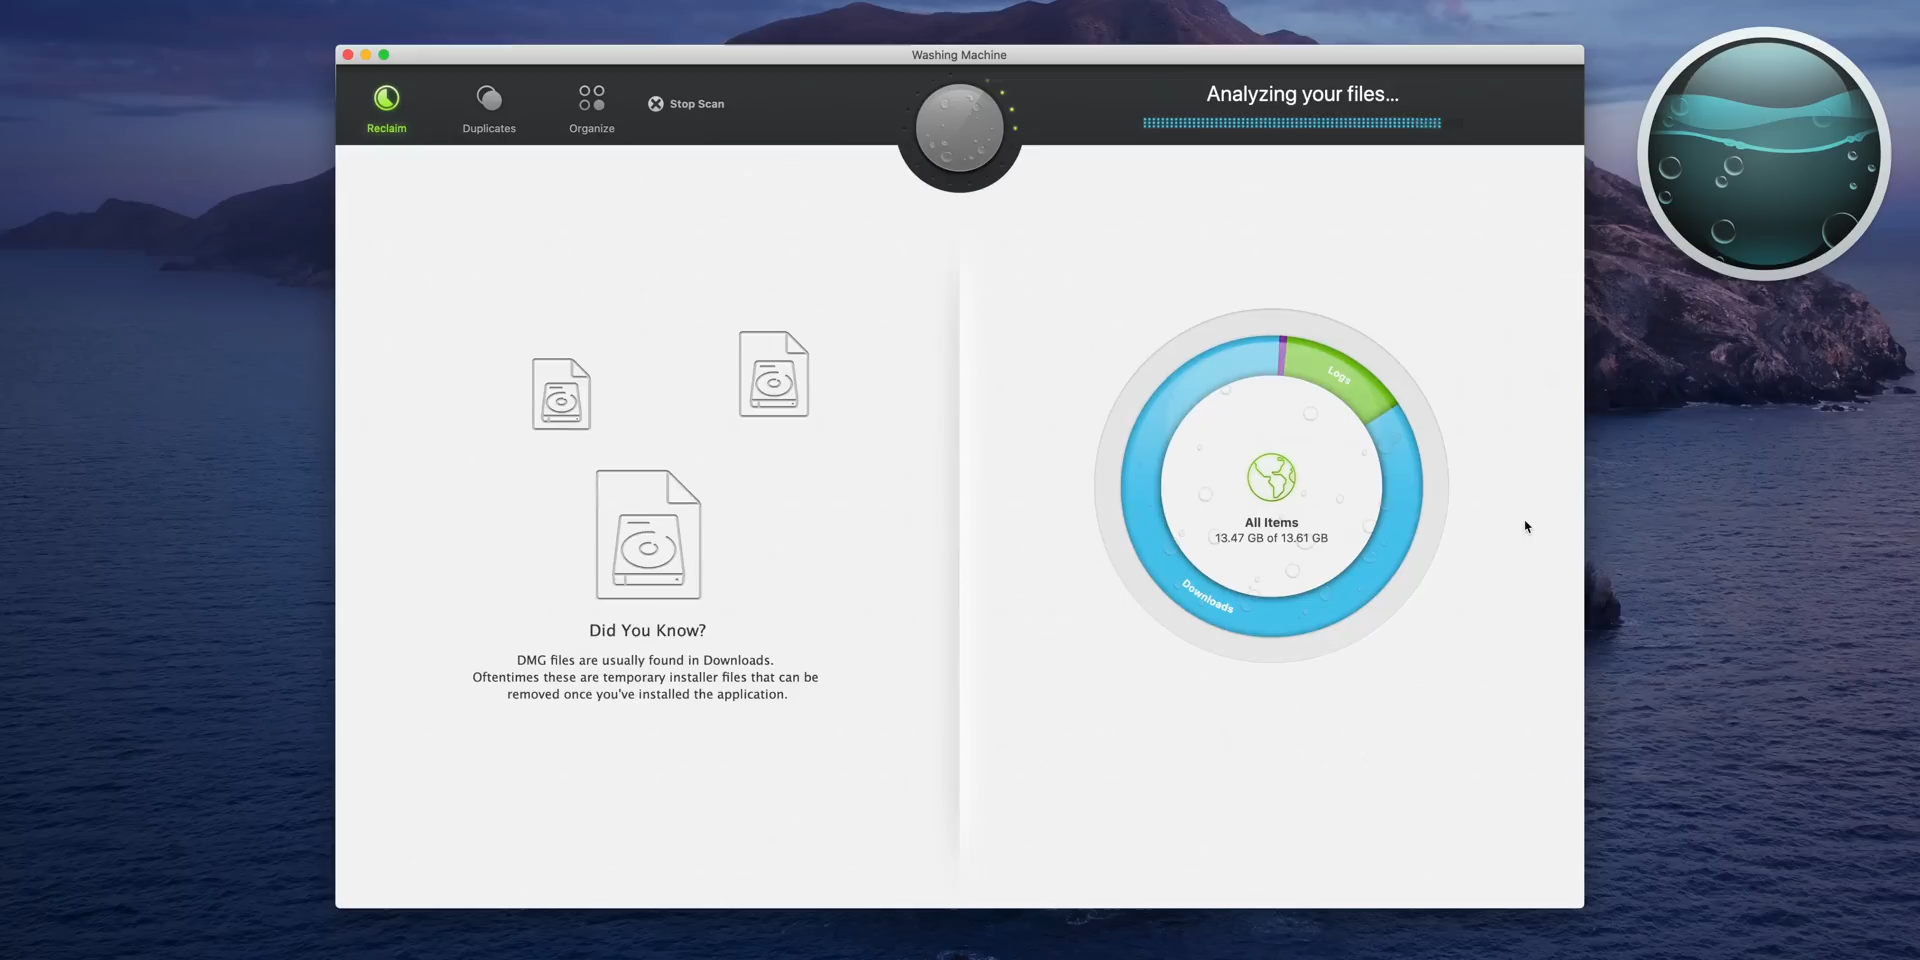 Washing Machine
Reclaim
Duplicates
Organize
Stop Scan
Analyzing your files...
Logs
All Items
13.47 GB of 13.61 GB
Downloads
Did You Know?
DMG files are usually found in Downloads.
Oftentimes these are temporary installer files that can be
removed once you've installed the application.